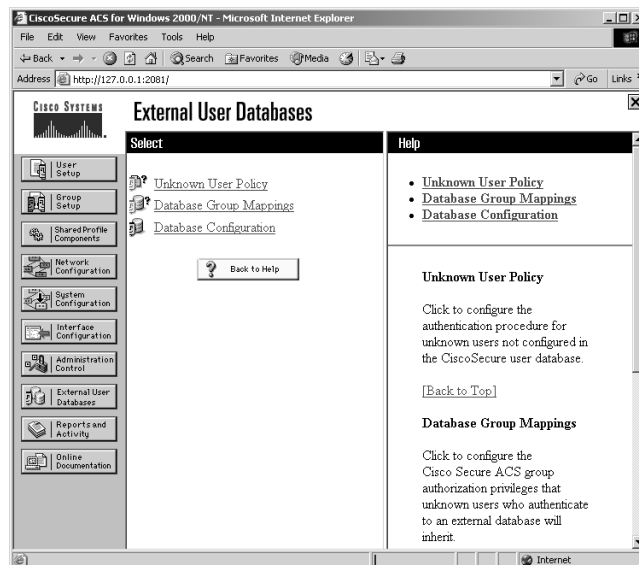 CiscoSecure ACS for Windows 2000/NT - Microsoft Internet Explorer
File Edit View Favorites Tools Help
Back Search Favorites Media
Address http://127.0.0.1:2081/ Go Links
CISCO SYSTEMS
External User Databases
User
Setup
Group
Setup
Shared Profile
Components
Network
Configuration
System
Configuration
Interface
Configuration
Administration
Control
External User
Databases
Reports and
Activity
Online
Documentation
Select
Unknown User Policy
Database Group Mappings
Database Configuration
Back to Help
Help
• Unknown User Policy
• Database Group Mappings
• Database Configuration
Unknown User Policy
Click to configure the
authentication procedure for
unknown users not configured in
the CiscoSecure user database.
[Back to Top]
Database Group Mappings
Click to configure the
Cisco Secure ACS group
authorization privileges that
unknown users who authenticate
to an external database will
inherit.
Internet